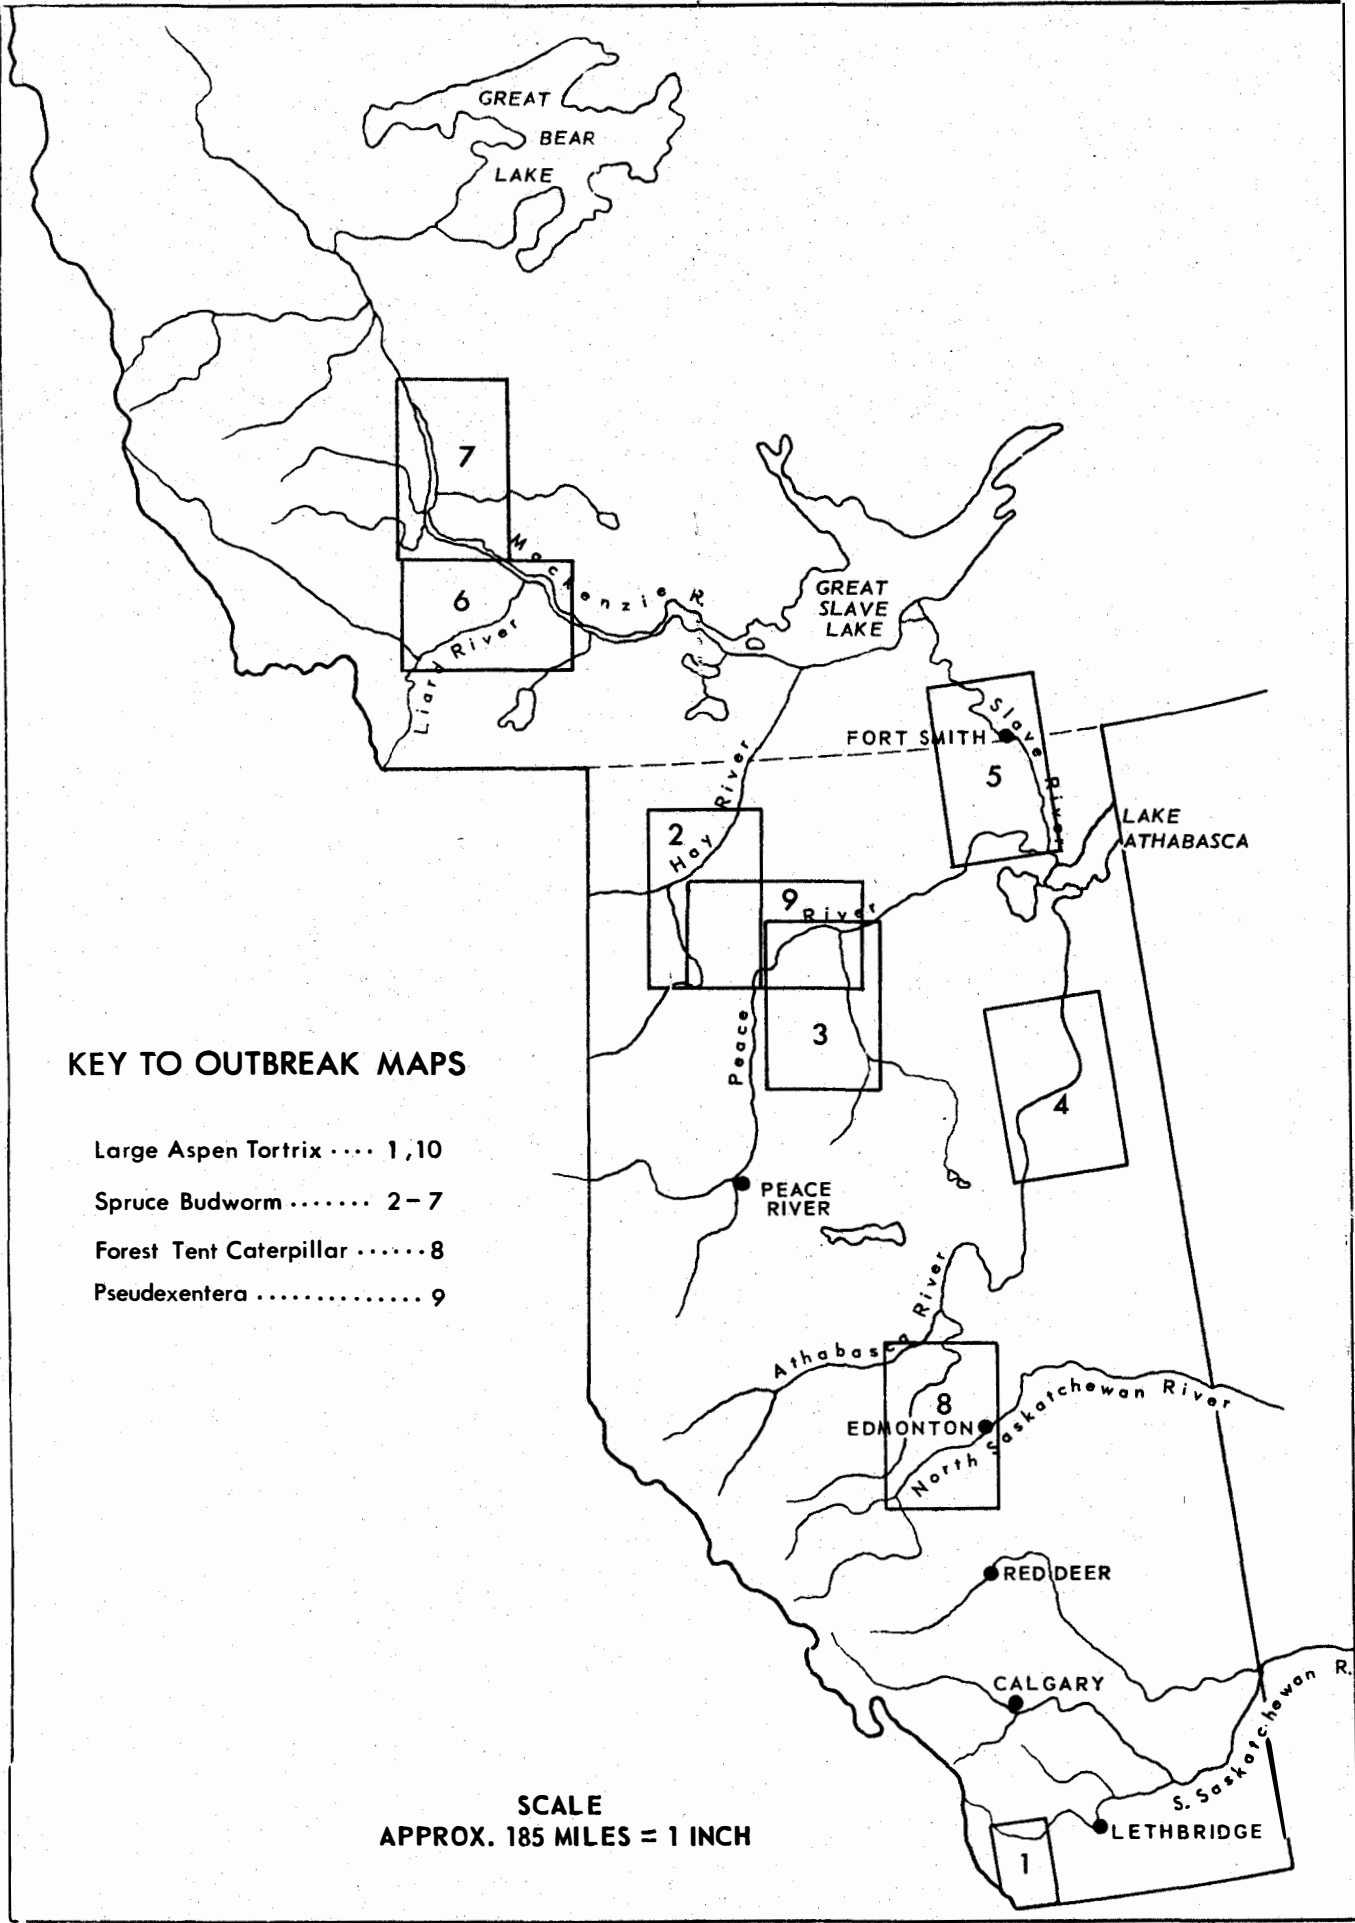 GREAT
BEAR
LAKE
7
Mackenzie R.
6
Liard River
GREAT
SLAVE
LAKE
Slave River
FORT SMITH
5
LAKE
ATHABASCA
2
Hay River
9
River
Peace
3
4
KEY TO OUTBREAK MAPS
Large Aspen Tortrix .... 1,10
Spruce Budworm ....... 2-7
Forest Tent Caterpillar ...... 8
Pseudexentera .............. 9
PEACE
RIVER
Athabasca River
8
EDMONTON
North Saskatchewan River
RED DEER
CALGARY
S. Saskatchewan R.
SCALE
APPROX. 185 MILES = 1 INCH
LETHBRIDGE
1